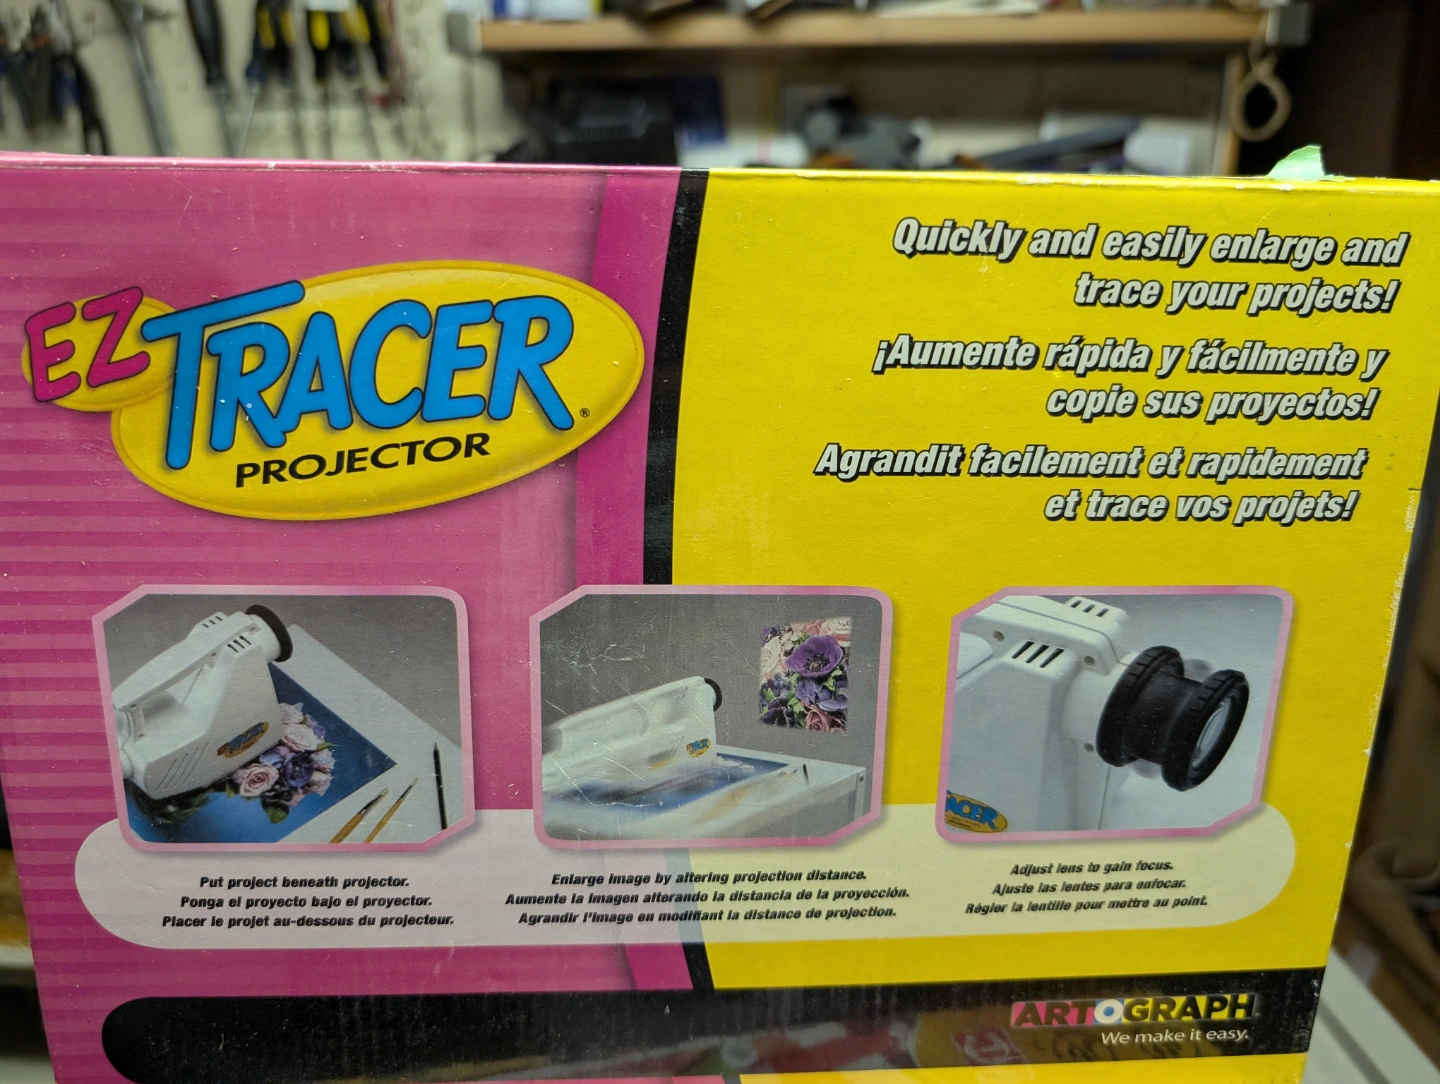 EZ TRACER®
PROJECTOR
Quickly and easily enlarge and
trace your projects!
¡Aumente rápida y fácilmente y
copie sus proyectos!
Agrandit facilement et rapidement
et trace vos projets!
Put project beneath projector.
Ponga el proyecto bajo el proyector.
Placer le projet au-dessous du projecteur.
Enlarge image by altering projection distance.
Aumente la imagen alterando la distancia de la proyección.
Agrandir l'image en modifiant la distance de projection.
ACER
Adjust lens to gain focus.
Ajuste las lentes para enfocar.
Régler la lentille pour mettre au point.
ARTOGRAPH
We make it easy.